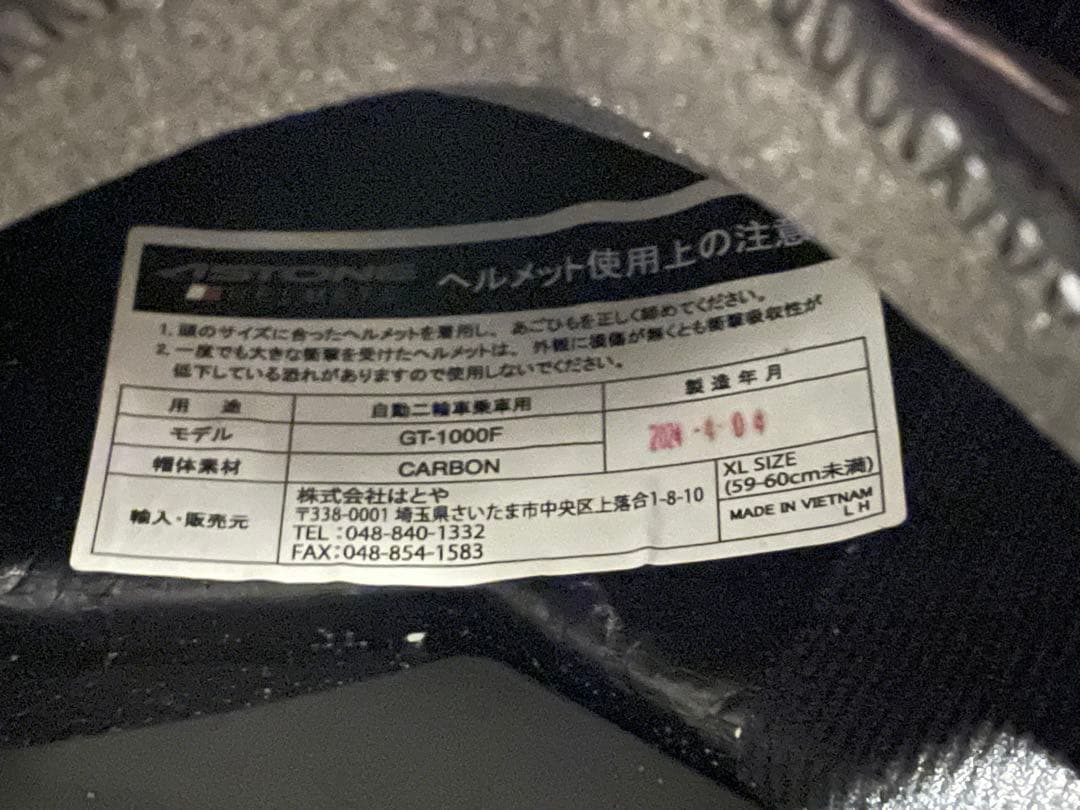 ASTONE
ヘルメット使用上の注意
1. 頭のサイズに合ったヘルメットを着用し、あごひもを正しく締めてください。
2. 一度でも大きな衝撃を受けたヘルメットは、外観に損傷が無くとも衝撃吸収性が
低下している恐れがありますので使用しないでください。
用 途 自動二輪車乗車用 製造年月
モデル GT-1000F 2024 -4-04
帽体素材 CARBON
輸入・販売元 株式会社はとや
〒338-0001 埼玉県さいたま市中央区上落合1-8-10
TEL:048-840-1332
FAX:048-854-1583
XL SIZE
(59-60cm未満)
MADE IN VIETNAM
L H